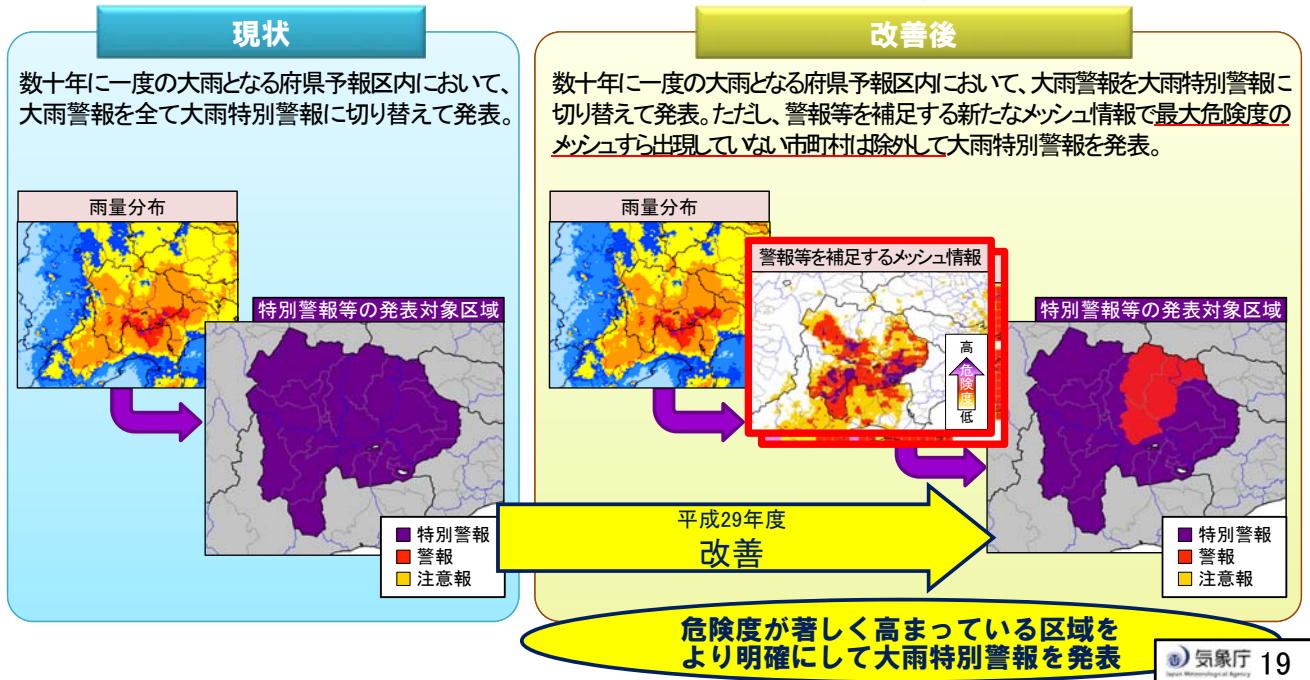 現状
数十年に一度の大雨となる府県予報区内において、
大雨警報を全て大雨特別警報に切り替えて発表。
雨量分布
特別警報等の発表対象区域
特別警報
警報
注意報
改善後
数十年に一度の大雨となる府県予報区内において、大雨警報を大雨特別警報に
切り替えて発表。ただし、警報等を補足する新たなメッシュ情報で最大危険度の
メッシュすら出現していない市町村は除外して大雨特別警報を発表。
雨量分布
警報等を補足するメッシュ情報
高
危険度
低
特別警報等の発表対象区域
特別警報
警報
注意報
平成29年度
改善
危険度が著しく高まっている区域を
より明確にして大雨特別警報を発表
気象庁
Japan Meteorological Agency
19